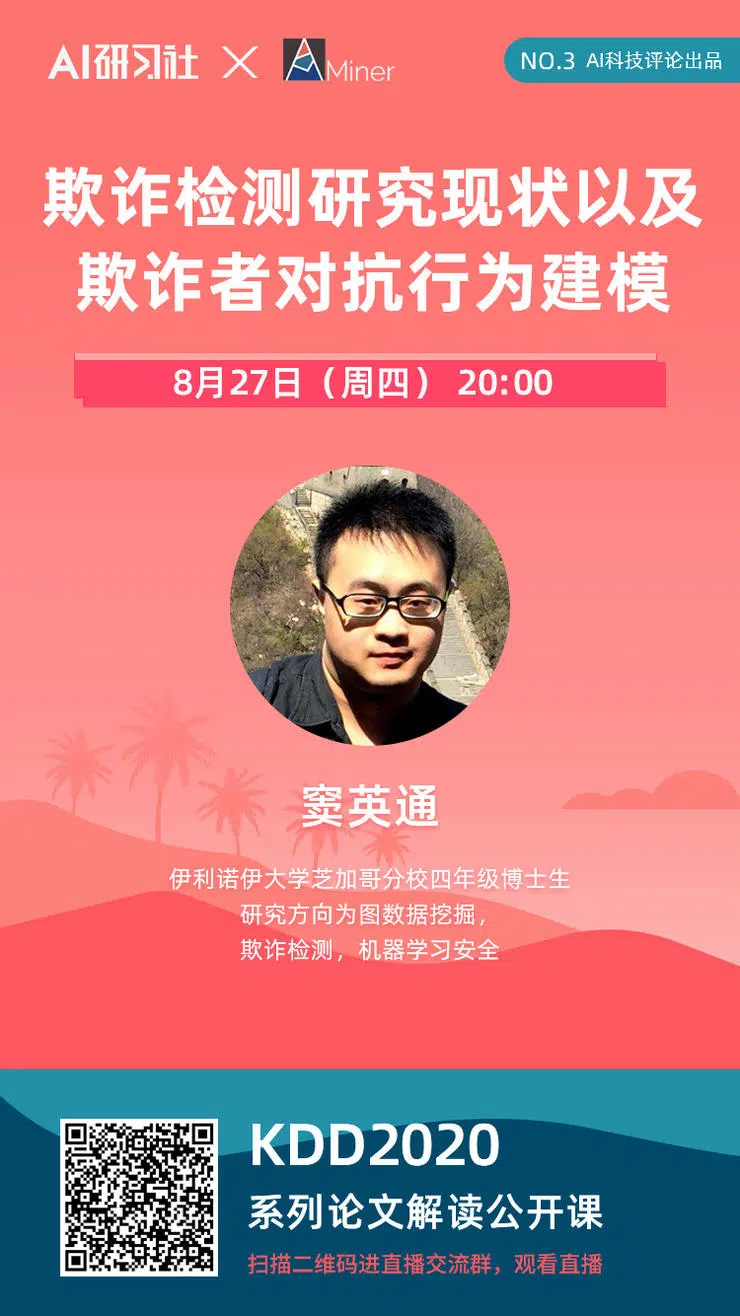 AI研习社 × AMiner
NO.3 AI科技评论出品
欺诈检测研究现状以及
欺诈者对抗行为建模
8月27日（周四） 20:00
窦英通
伊利诺伊大学芝加哥分校四年级博士生
研究方向为图数据挖掘，
欺诈检测，机器学习安全
KDD2020
系列论文解读公开课
扫描二维码进直播交流群，观看直播